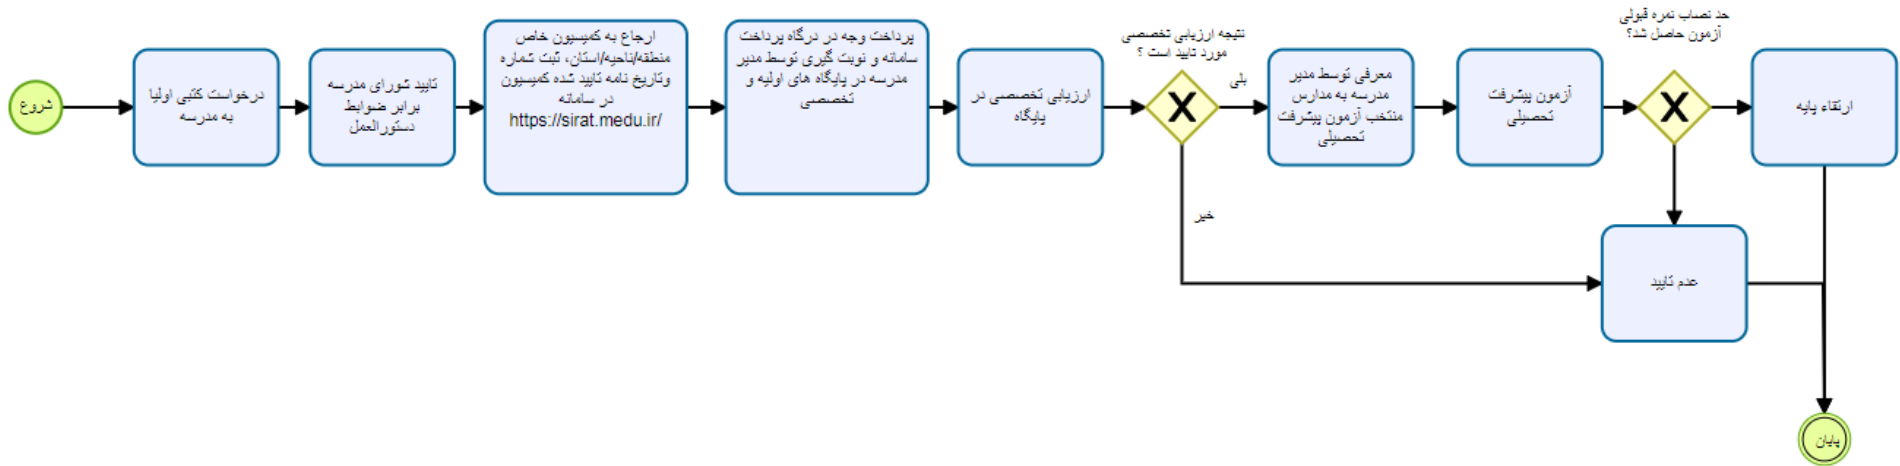 شروع
درخواست کتبی اولیا
به مدرسه
تایید شورای مدرسه
برابر ضوابط
دستورالعمل
ارجاع به کمیسیون خاص
منطقه/ناحیه/استان، ثبت شماره
وتاریخ نامه تایید شده کمیسیون
در سامانه
https://sirat.medu.ir/
پرداخت وجه در درگاه پرداخت
سامانه و نوبت گیری توسط مدیر
مدرسه در پایگاه های اولیه و
تخصصی
ارزیابی تخصصی در
پایگاه
نتیجه ارزیابی تخصصی
مورد تایید است ؟
بلی
خیر
معرفی توسط مدیر
مدرسه به مدارس
منتخب آزمون پیشرفت
تحصیلی
آزمون پیشرفت
تحصیلی
حد نصاب نمره قبولی
آزمون حاصل شد؟
ارتقاء پایه
عدم تایید
پایان